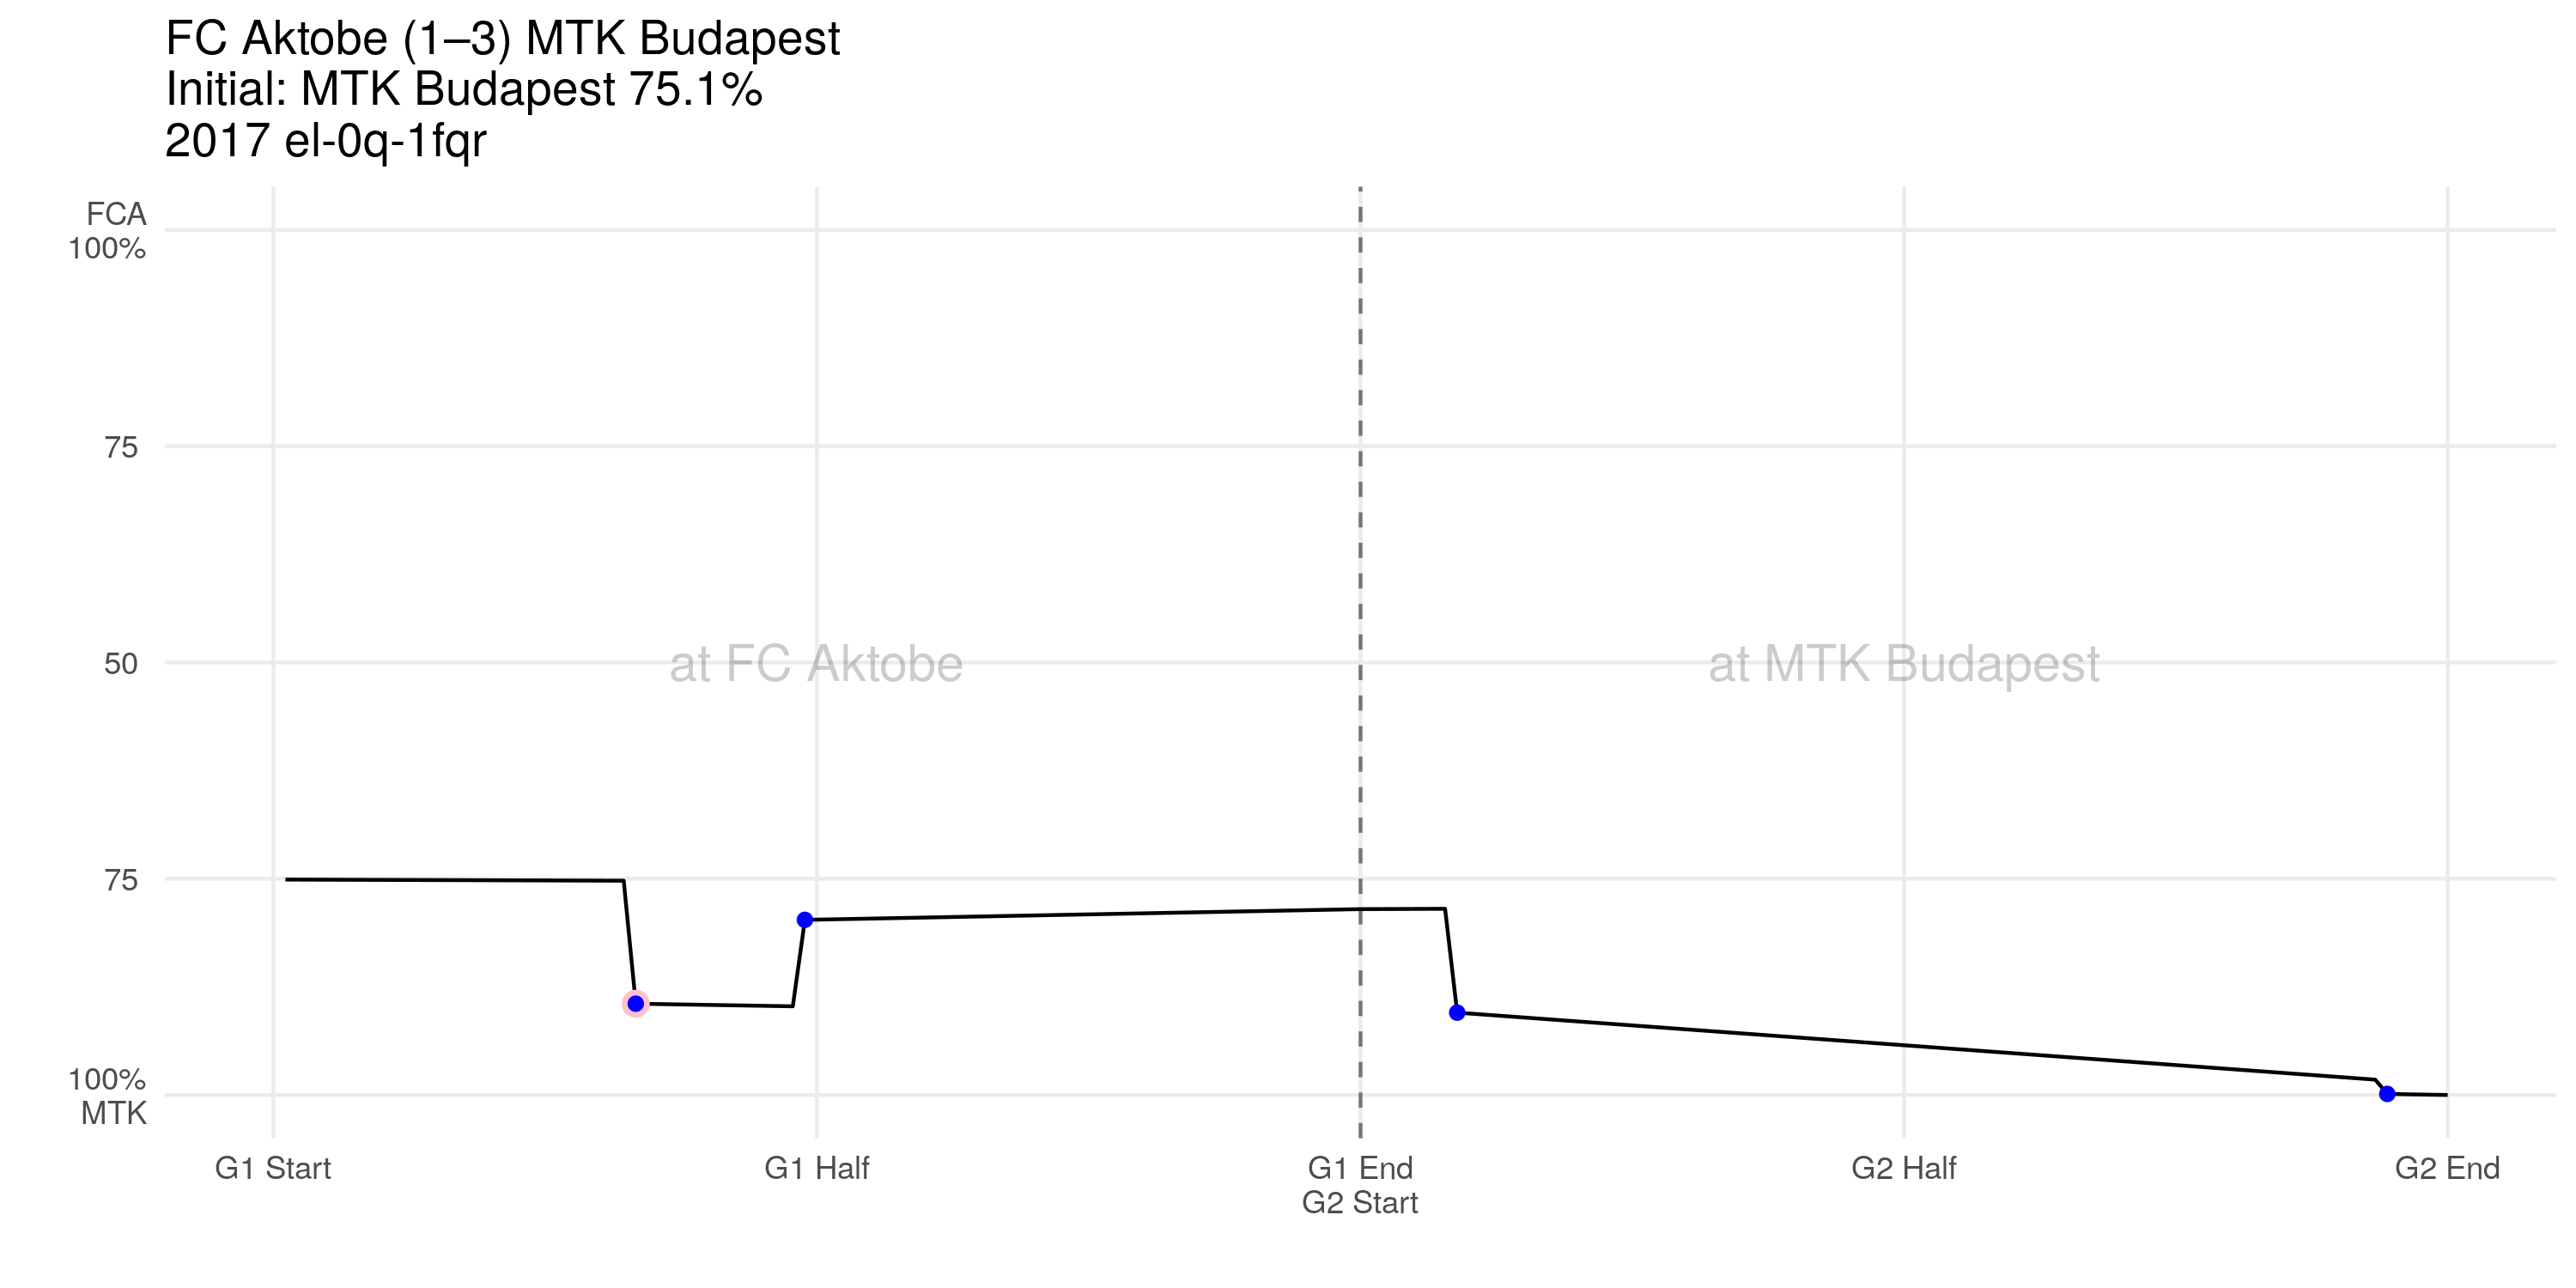 FC Aktobe (1–3) MTK Budapest
Initial: MTK Budapest 75.1%
2017 el-0q-1fqr
FCA
100%
75
50
75
100%
MTK
at FC Aktobe
at MTK Budapest
G1 Start
G1 Half
G1 End
G2 Start
G2 Half
G2 End